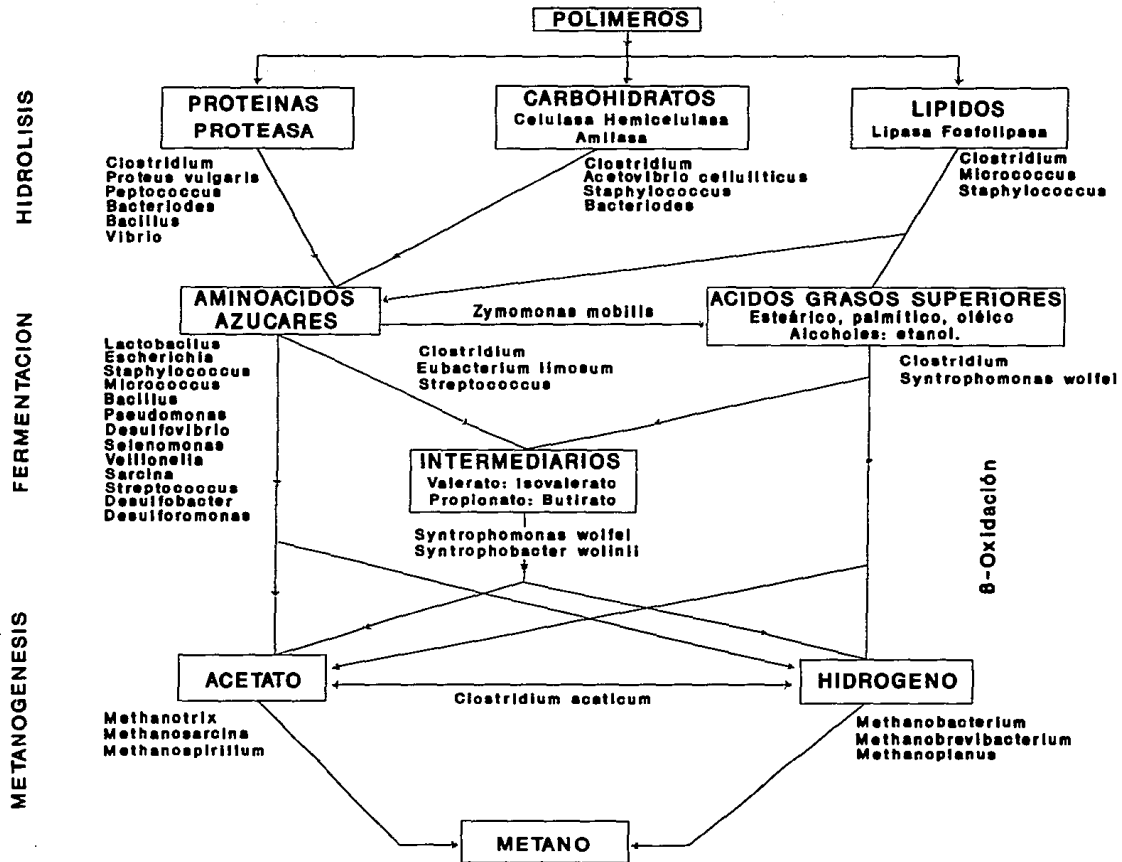 POLIMEROS
HIDROLISIS
PROTEINAS
PROTEASA
CARBOHIDRATOS
Celulasa Hemicelulasa
Amilasa
LIPIDOS
Lipasa Fosfolipasa
Clostridium
Proteus vulgaris
Peptococcus
Bacteriodes
Bacillus
Vibrio
Clostridium
Acetovibrio celluliticus
Staphylococcus
Bacteriodes
Clostridium
Micrococcus
Staphylococcus
FERMENTACION
AMINOACIDOS
AZUCARES
Zymomonas mobilis
ACIDOS GRASOS SUPERIORES
Esteárico, palmítico, oléico
Alcoholes: etanol.
Lactobacillus
Escherichia
Staphylococcus
Micrococcus
Bacillus
Pseudomonas
Desulfovibrio
Selenomonas
Veillonella
Sarcina
Streptococcus
Desulfobacter
Desulforomonas
Clostridium
Eubacterium limosum
Streptococcus
Clostridium
Syntrophomonas wolfei
INTERMEDIARIOS
Valerato: Isovalerato
Propionato: Butirato
Syntrophomonas wolfei
Syntrophobacter wolinii
8-Oxidación
METANOGENESIS
ACETATO
Clostridium aceticum
HIDROGENO
Methanotrix
Methanosarcina
Methanospirillum
Methanobacterium
Methanobrevibacterium
Methanoplanus
METANO